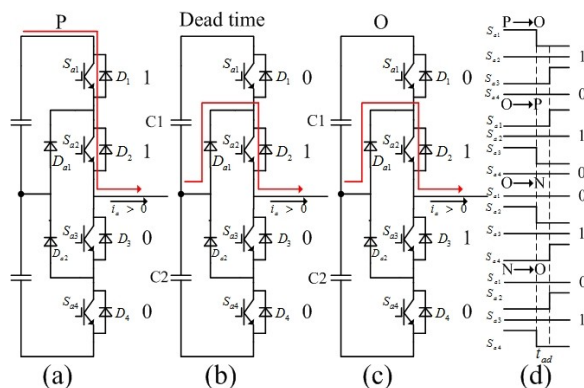 P Dead time O P→O
S_a1 D_1 1 S_a1 D_1 0 S_a1 D_1 0
C1 C1
S_a2 D_2 1 S_a2 D_2 1 S_a2 D_2 1
D_a1 D_a1 D_a1
i_a > 0 i_a > 0 i_a > 0
S_a3 D_3 0 S_a3 D_3 0 S_a3 D_3 1
D_a2 D_a2 D_a2
C2 C2
S_a4 D_4 0 S_a4 D_4 0 S_a4 D_4 0
S_a1
S_a2 1
S_a3
S_a4 0
O→P
S_a1
S_a2 1
S_a3
S_a4 0
O→N
S_a1 0
S_a2
S_a3 1
S_a4
N→O
S_a1 0
S_a2
S_a3 1
S_a4
t_ad
(a) (b) (c) (d)